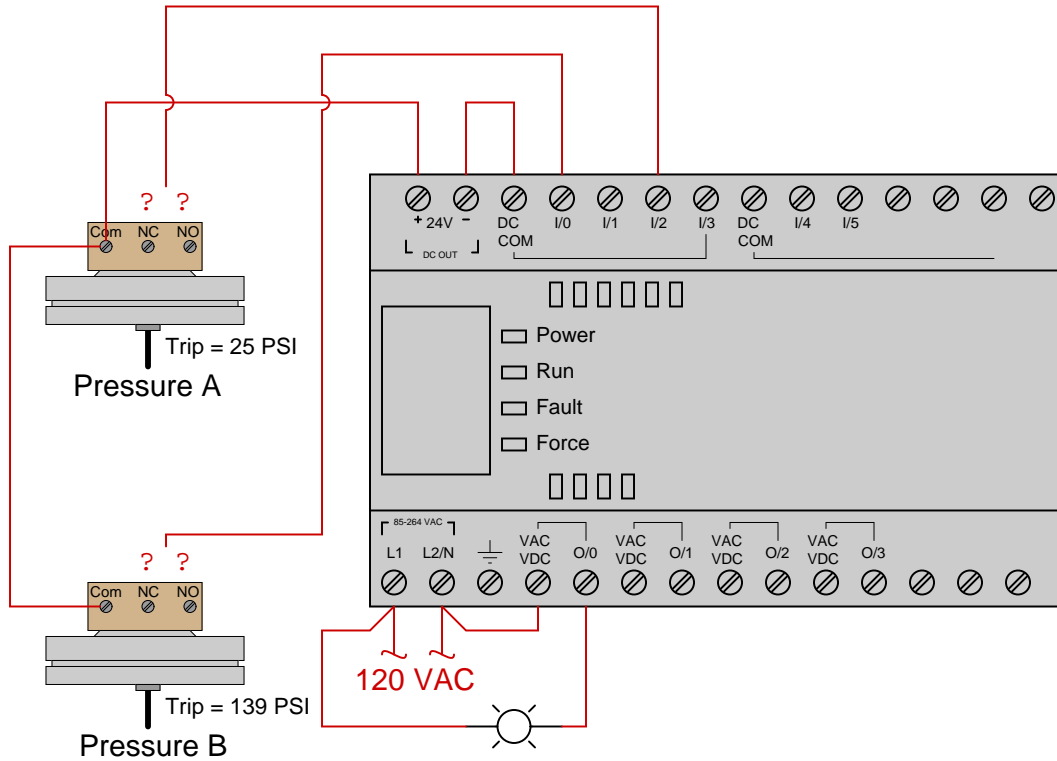 ? ?
Com NC NO
Trip = 25 PSI
Pressure A
? ?
Com NC NO
Trip = 139 PSI
Pressure B
+ 24V - DC COM I/0 I/1 I/2 I/3 DC COM I/4 I/5
DC OUT
Power
Run
Fault
Force
85-264 VAC
L1 L2/N VAC VDC O/0 VAC VDC O/1 VAC VDC O/2 VAC VDC O/3
120 VAC